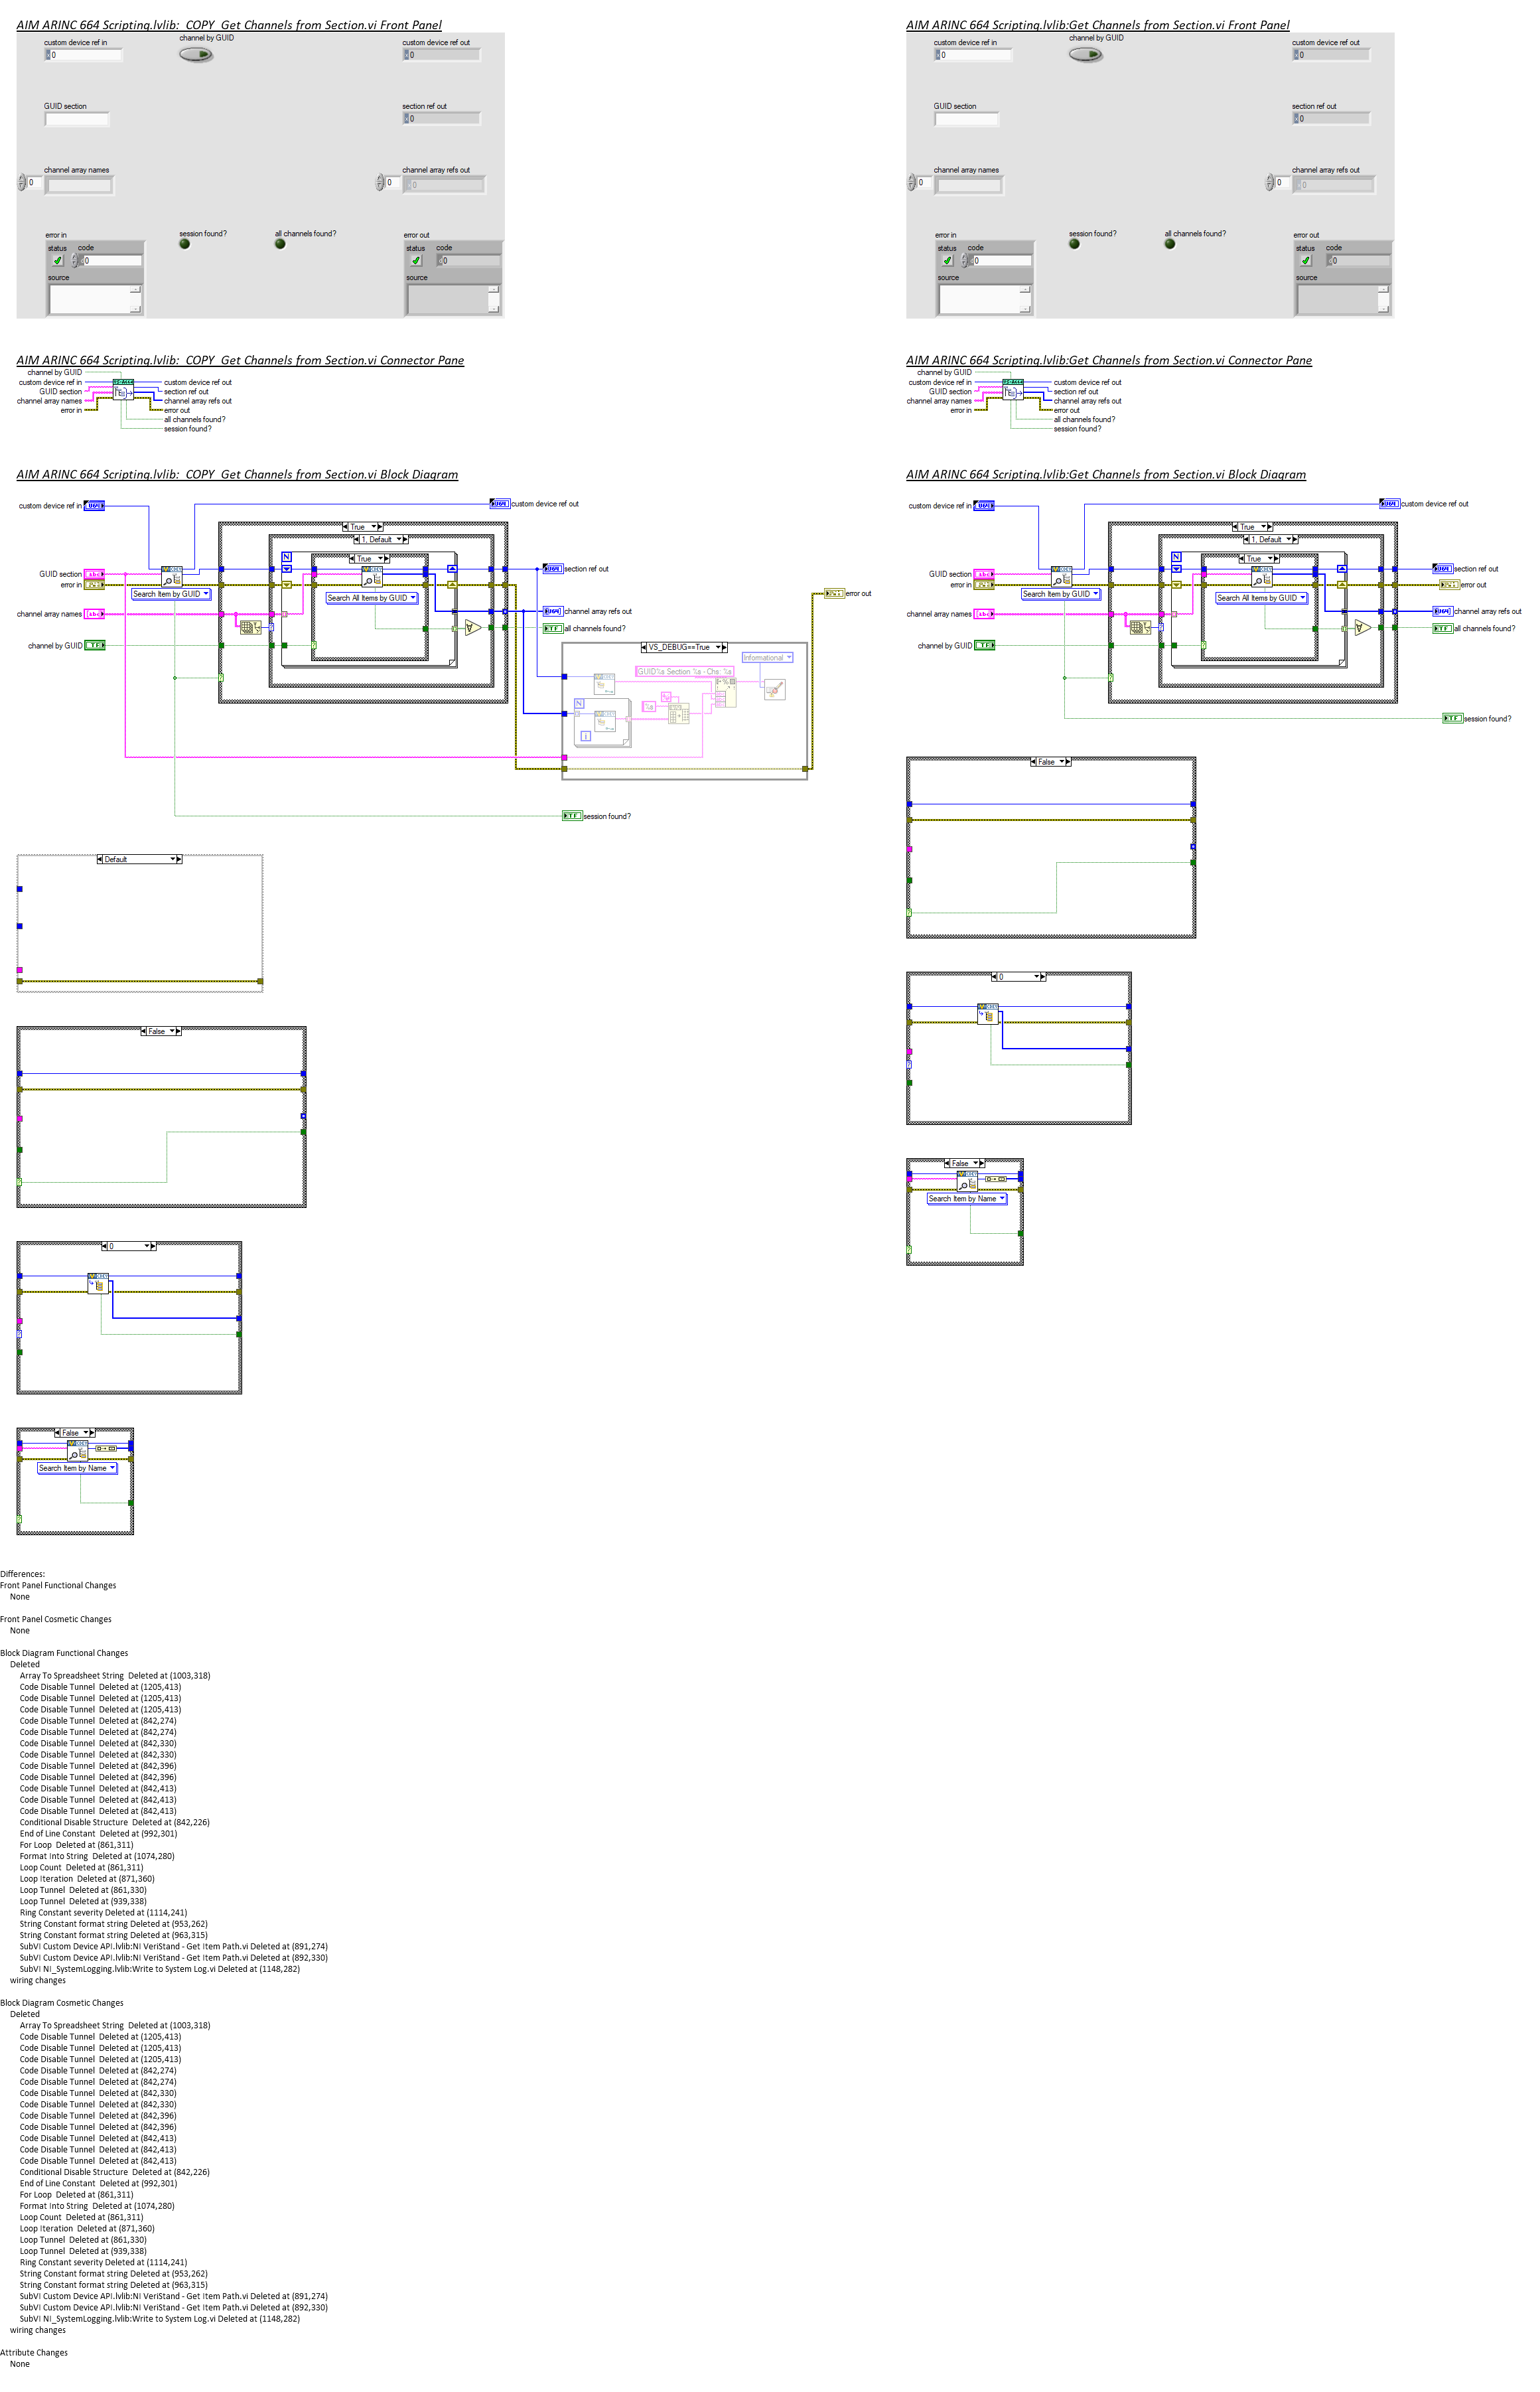 AIM ARINC 664 Scripting.lvlib:  COPY  Get Channels from Section.vi Front Panel
custom device ref in
channel by GUID
custom device ref out
0
0
GUID section
section ref out
0
channel array names
channel array refs out
0
0
0
session found?
all channels found?
error in
error out
status
code
status
code
0
0
source
source
AIM ARINC 664 Scripting.lvlib:Get Channels from Section.vi Front Panel
custom device ref in
channel by GUID
custom device ref out
0
0
GUID section
section ref out
0
channel array names
channel array refs out
0
0
0
session found?
all channels found?
error in
error out
status
code
status
code
0
0
source
source
AIM ARINC 664 Scripting.lvlib:  COPY  Get Channels from Section.vi Connector Pane
channel by GUID
custom device ref in
custom device ref out
GUID section
section ref out
channel array names
channel array refs out
error in
error out
all channels found?
session found?
AIM ARINC 664 Scripting.lvlib:Get Channels from Section.vi Connector Pane
channel by GUID
custom device ref in
custom device ref out
GUID section
section ref out
channel array names
channel array refs out
error in
error out
all channels found?
session found?
AIM ARINC 664 Scripting.lvlib:  COPY  Get Channels from Section.vi Block Diagram
custom device ref in
custom device ref out
True
1, Default
N
True
GUID section
abc
section ref out
error in
Search Item by GUID
Search All Items by GUID
error out
channel array names
abc
channel array refs out
all channels found?
TF
channel by GUID
TF
VS_DEBUG==True
Informational
GUID %s Section %s - Chs: %s
N
%s
i
session found?
TF
Default
False
0
False
Search Item by Name
AIM ARINC 664 Scripting.lvlib:Get Channels from Section.vi Block Diagram
custom device ref in
custom device ref out
True
1, Default
N
True
GUID section
abc
section ref out
error in
error out
Search Item by GUID
Search All Items by GUID
channel array names
abc
channel array refs out
all channels found?
TF
channel by GUID
TF
session found?
TF
False
0
False
Search Item by Name
Differences:
Front Panel Functional Changes
None
Front Panel Cosmetic Changes
None
Block Diagram Functional Changes
Deleted
Array To Spreadsheet String  Deleted at (1003,318)
Code Disable Tunnel  Deleted at (1205,413)
Code Disable Tunnel  Deleted at (1205,413)
Code Disable Tunnel  Deleted at (1205,413)
Code Disable Tunnel  Deleted at (842,274)
Code Disable Tunnel  Deleted at (842,274)
Code Disable Tunnel  Deleted at (842,330)
Code Disable Tunnel  Deleted at (842,330)
Code Disable Tunnel  Deleted at (842,396)
Code Disable Tunnel  Deleted at (842,396)
Code Disable Tunnel  Deleted at (842,413)
Code Disable Tunnel  Deleted at (842,413)
Code Disable Tunnel  Deleted at (842,413)
Conditional Disable Structure  Deleted at (842,226)
End of Line Constant  Deleted at (992,301)
For Loop  Deleted at (861,311)
Format Into String  Deleted at (1074,280)
Loop Count  Deleted at (861,311)
Loop Iteration  Deleted at (871,360)
Loop Tunnel  Deleted at (861,330)
Loop Tunnel  Deleted at (939,338)
Ring Constant severity Deleted at (1114,241)
String Constant format string Deleted at (953,262)
String Constant format string Deleted at (963,315)
SubVI Custom Device API.lvlib:NI VeriStand - Get Item Path.vi Deleted at (891,274)
SubVI Custom Device API.lvlib:NI VeriStand - Get Item Path.vi Deleted at (892,330)
SubVI NI_SystemLogging.lvlib:Write to System Log.vi Deleted at (1148,282)
wiring changes
Block Diagram Cosmetic Changes
Deleted
Array To Spreadsheet String  Deleted at (1003,318)
Code Disable Tunnel  Deleted at (1205,413)
Code Disable Tunnel  Deleted at (1205,413)
Code Disable Tunnel  Deleted at (1205,413)
Code Disable Tunnel  Deleted at (842,274)
Code Disable Tunnel  Deleted at (842,274)
Code Disable Tunnel  Deleted at (842,330)
Code Disable Tunnel  Deleted at (842,330)
Code Disable Tunnel  Deleted at (842,396)
Code Disable Tunnel  Deleted at (842,396)
Code Disable Tunnel  Deleted at (842,413)
Code Disable Tunnel  Deleted at (842,413)
Code Disable Tunnel  Deleted at (842,413)
Conditional Disable Structure  Deleted at (842,226)
End of Line Constant  Deleted at (992,301)
For Loop  Deleted at (861,311)
Format Into String  Deleted at (1074,280)
Loop Count  Deleted at (861,311)
Loop Iteration  Deleted at (871,360)
Loop Tunnel  Deleted at (861,330)
Loop Tunnel  Deleted at (939,338)
Ring Constant severity Deleted at (1114,241)
String Constant format string Deleted at (953,262)
String Constant format string Deleted at (963,315)
SubVI Custom Device API.lvlib:NI VeriStand - Get Item Path.vi Deleted at (891,274)
SubVI Custom Device API.lvlib:NI VeriStand - Get Item Path.vi Deleted at (892,330)
SubVI NI_SystemLogging.lvlib:Write to System Log.vi Deleted at (1148,282)
wiring changes
Attribute Changes
None